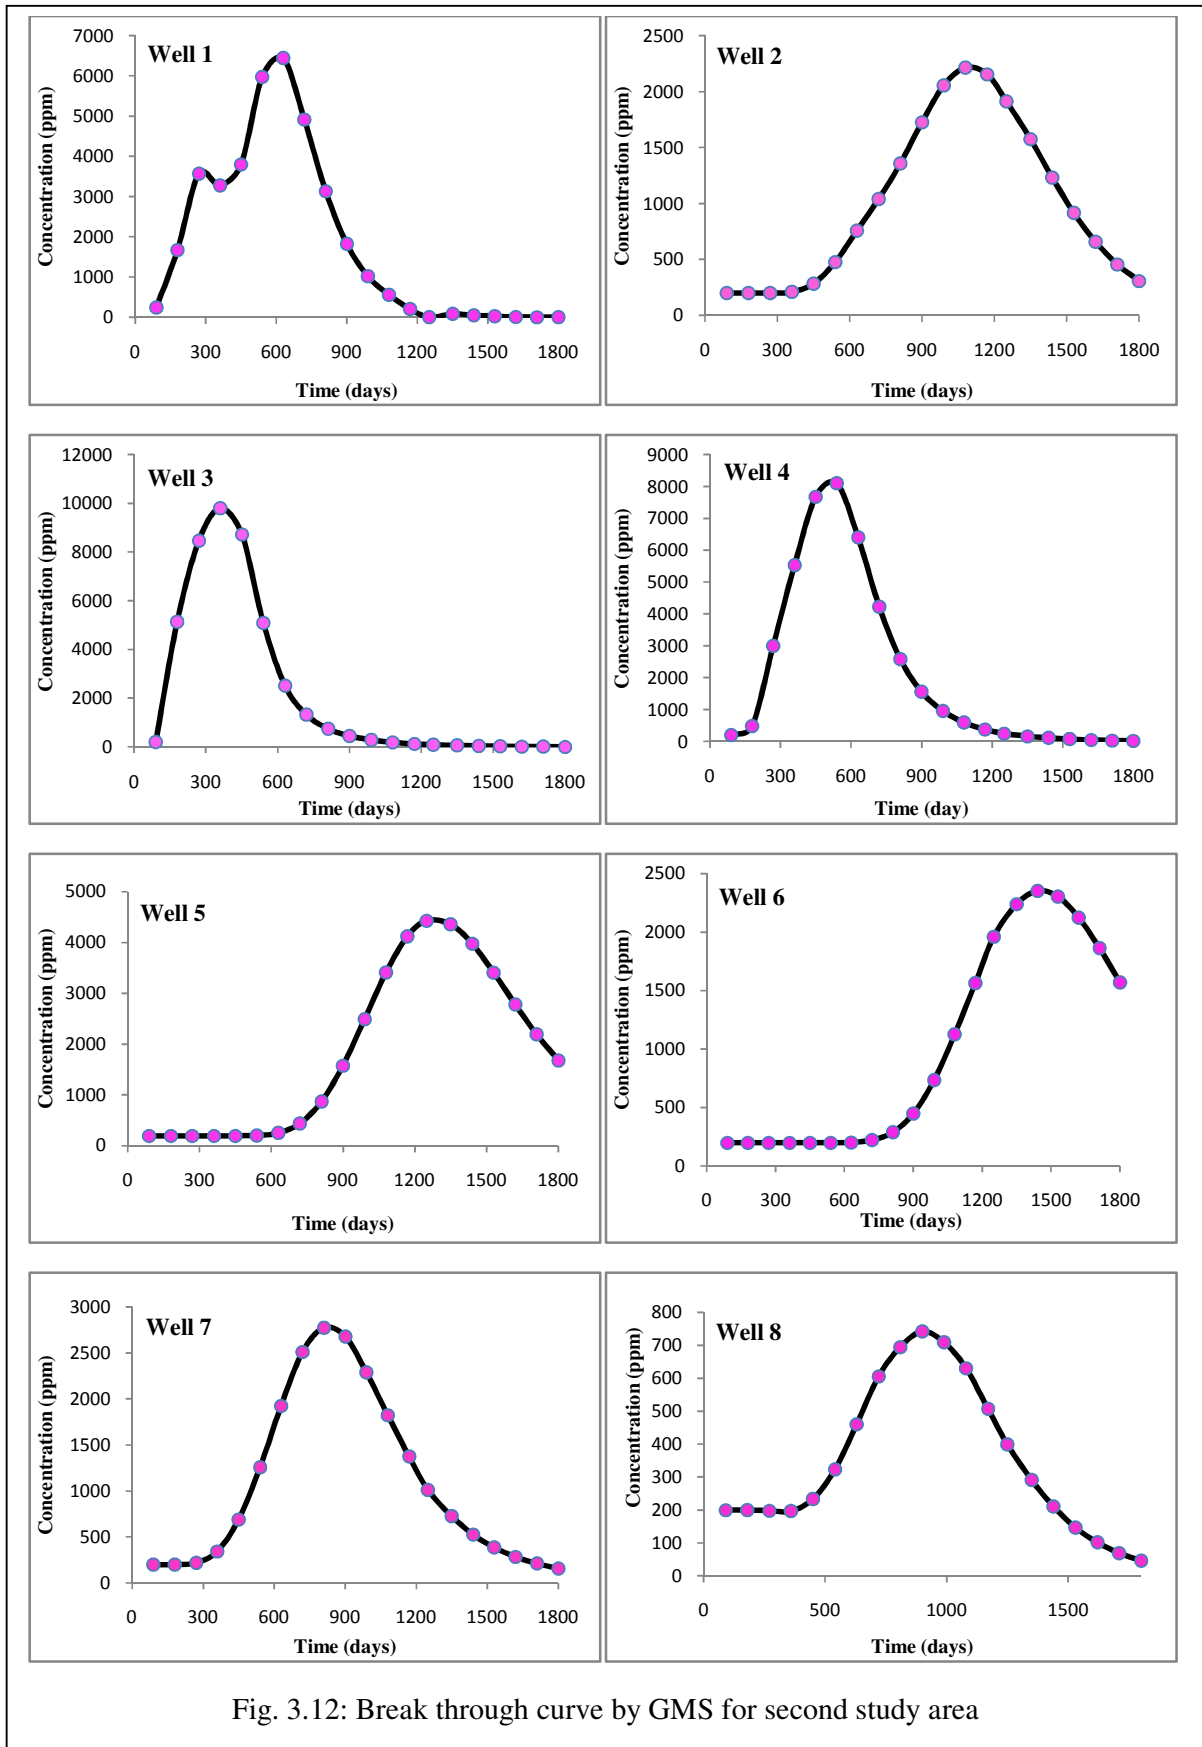 Well 1
7000
6000
5000
4000
3000
2000
1000
0
Concentration (ppm)
0 300 600 900 1200 1500 1800
Time (days)
Well 2
2500
2000
1500
1000
500
0
Concentration (ppm)
0 300 600 900 1200 1500 1800
Time (days)
Well 3
12000
10000
8000
6000
4000
2000
0
Concentration (ppm)
0 300 600 900 1200 1500 1800
Time (days)
Well 4
9000
8000
7000
6000
5000
4000
3000
2000
1000
0
Concentration (ppm)
0 300 600 900 1200 1500 1800
Time (day)
Well 5
5000
4000
3000
2000
1000
0
Concentration (ppm)
0 300 600 900 1200 1500 1800
Time (days)
Well 6
2500
2000
1500
1000
500
0
Concentration (ppm)
0 300 600 900 1200 1500 1800
Time (days)
Well 7
3000
2500
2000
1500
1000
500
0
Concentration (ppm)
0 300 600 900 1200 1500 1800
Time (days)
Well 8
800
700
600
500
400
300
200
100
0
Concentration (ppm)
0 500 1000 1500
Time (days)
Fig. 3.12: Break through curve by GMS for second study area